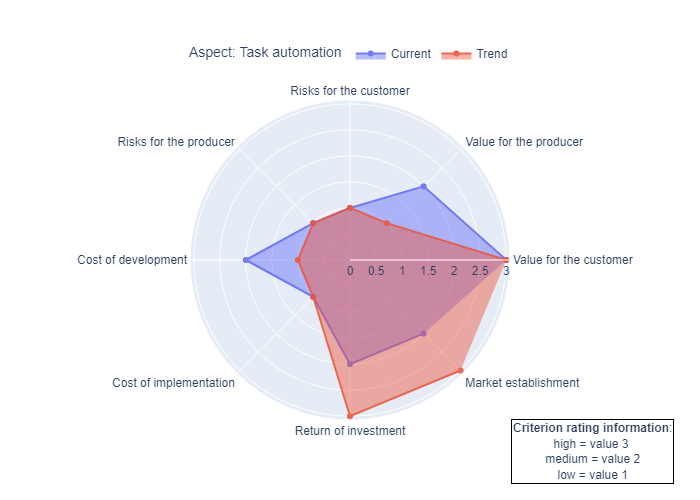 Aspect: Task automation Current Trend
Risks for the customer
Risks for the producer
Value for the producer
Cost of development
Value for the customer
0 0.5 1 1.5 2 2.5 3
Cost of implementation
Market establishment
Return of investment
Criterion rating information:
high = value 3
medium = value 2
low = value 1